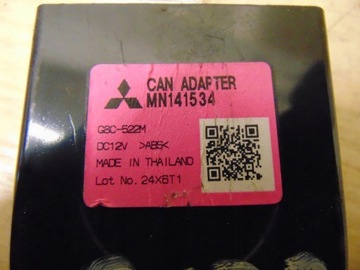 CAN ADAPTER
MN141534
G8C-522M
DC12V >ABS<
MADE IN THAILAND
Lot No. 24X6T1